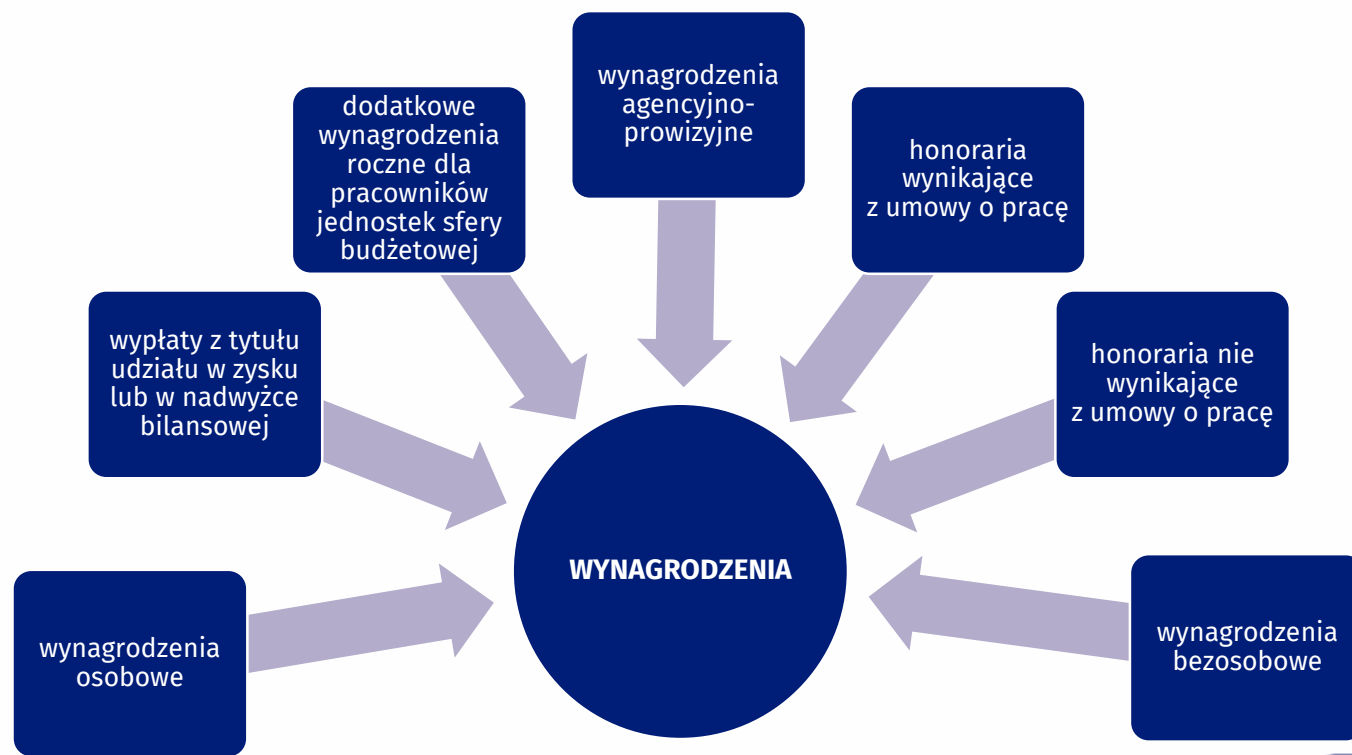 wynagrodzenia
agencyjno-
prowizyjne
dodatkowe
wynagrodzenia
roczne dla
pracowników
jednostek sfery
budżetowej
honoraria
wynikające
z umowy o pracę
wypłaty z tytułu
udziału w zysku
lub w nadwyżce
bilansowej
honoraria nie
wynikające
z umowy o pracę
WYNAGRODZENIA
wynagrodzenia
osobowe
wynagrodzenia
bezosobowe